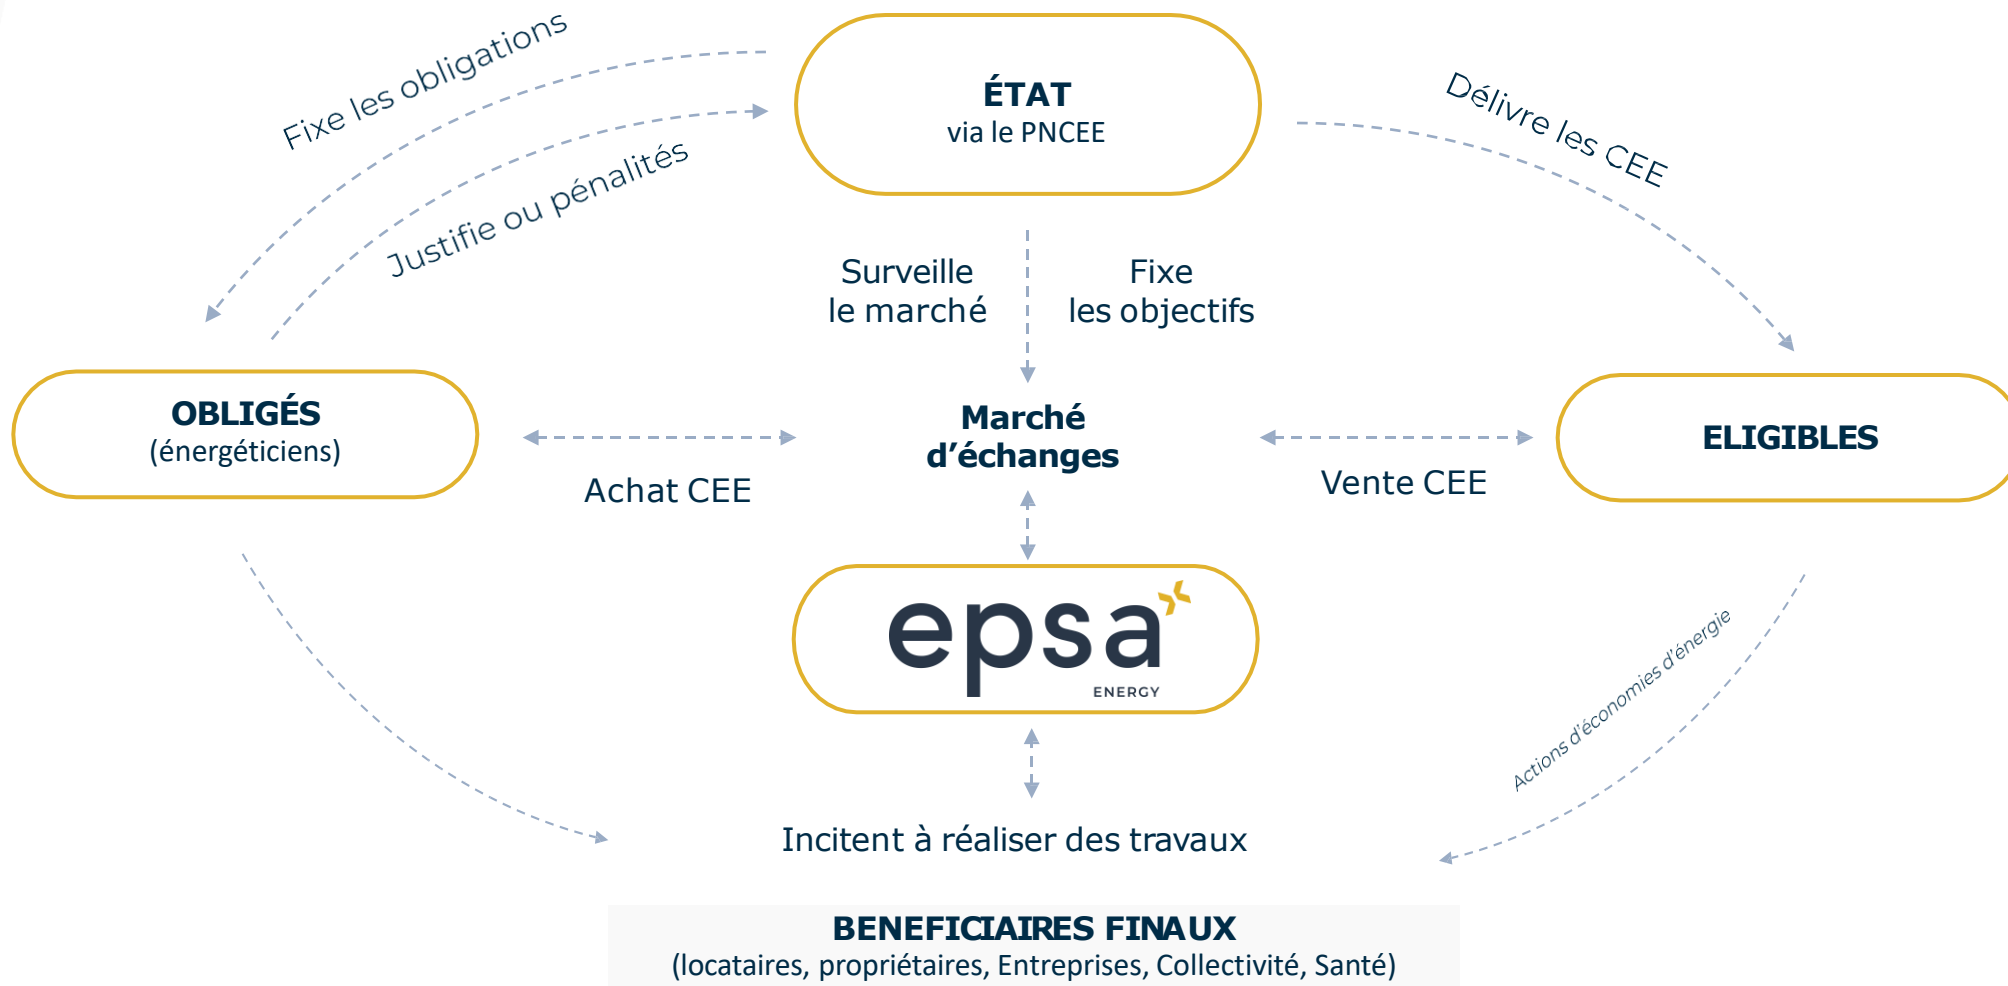 Fixe les obligations
Justifie ou pénalités
ÉTAT
via le PNCEE
Délivre les CEE
Surveille
le marché
Fixe
les objectifs
OBLIGÉS
(énergéticiens)
Achat CEE
Marché
d’échanges
Vente CEE
ELIGIBLES
epsa
ENERGY
Actions d'économies d'énergie
Incitent à réaliser des travaux
BENEFICIAIRES FINAUX
(locataires, propriétaires, Entreprises, Collectivité, Santé)